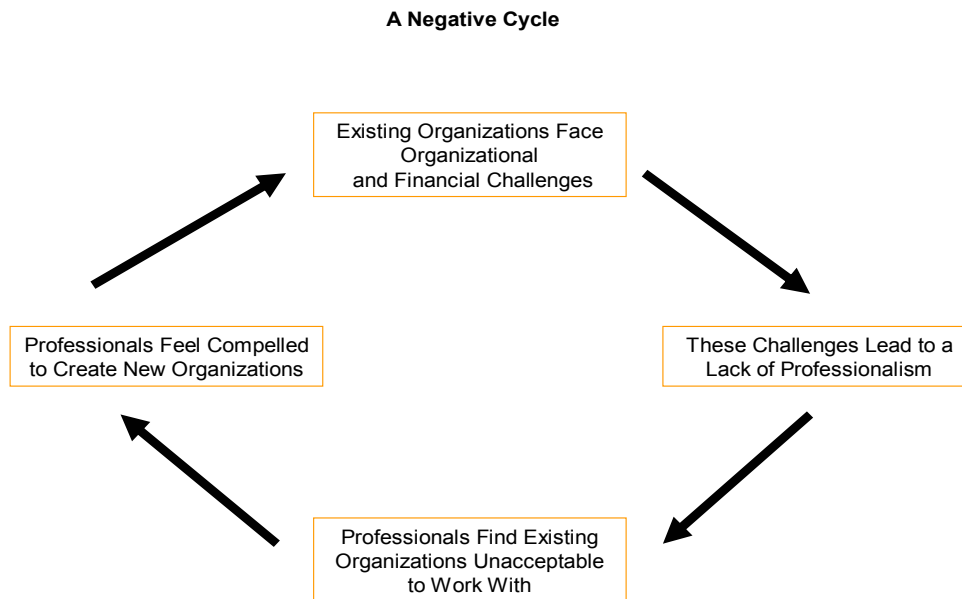 A Negative Cycle
Existing Organizations Face
Organizational
and Financial Challenges
These Challenges Lead to a
Lack of Professionalism
Professionals Find Existing
Organizations Unacceptable
to Work With
Professionals Feel Compelled
to Create New Organizations